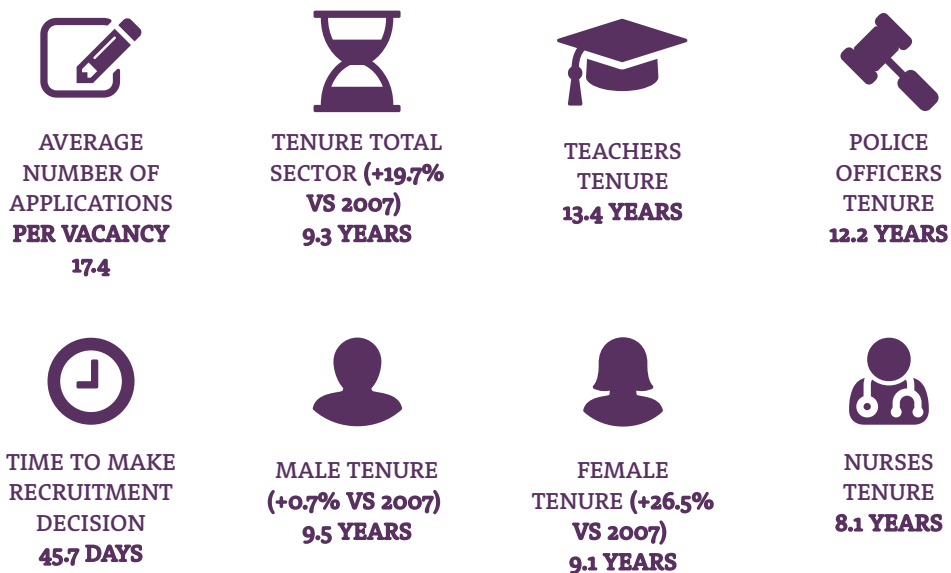 AVERAGE
NUMBER OF
APPLICATIONS
PER VACANCY
17.4
TENURE TOTAL
SECTOR (+19.7%
VS 2007)
9.3 YEARS
TEACHERS
TENURE
13.4 YEARS
POLICE
OFFICERS
TENURE
12.2 YEARS
TIME TO MAKE
RECRUITMENT
DECISION
45.7 DAYS
MALE TENURE
(+0.7% VS 2007)
9.5 YEARS
FEMALE
TENURE (+26.5%
VS 2007)
9.1 YEARS
NURSES
TENURE
8.1 YEARS